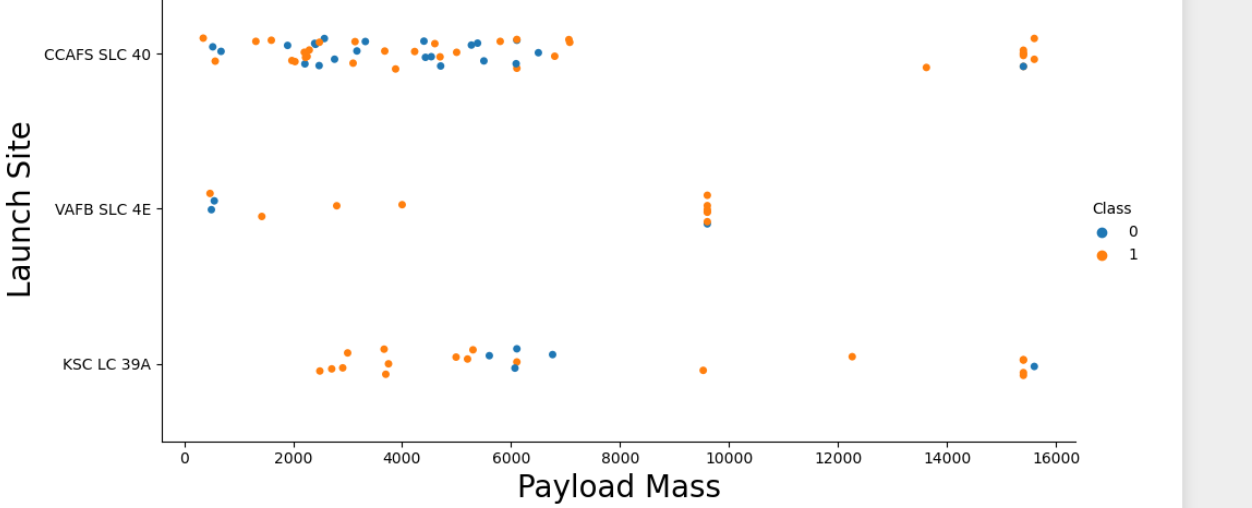 Launch Site
CCAFS SLC 40
VAFB SLC 4E
KSC LC 39A
0 2000 4000 6000 8000 10000 12000 14000 16000
Payload Mass
Class
0
1